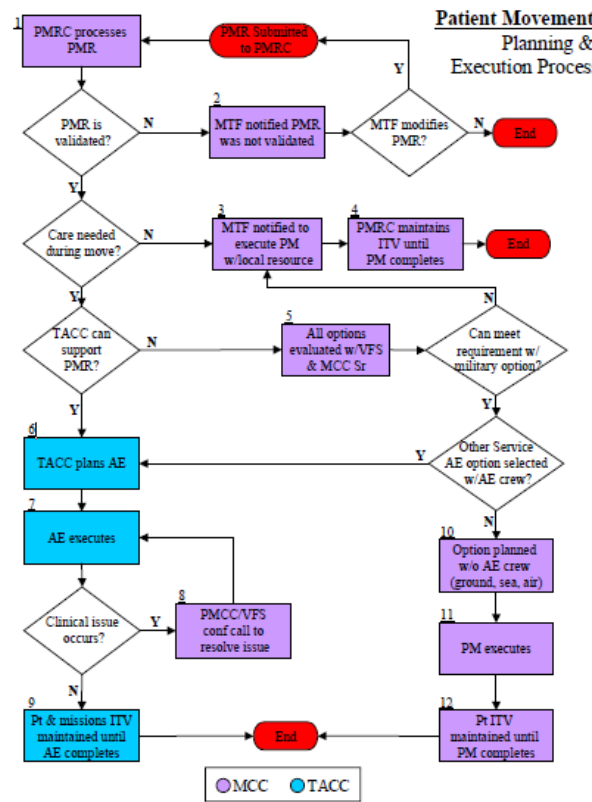 Patient Movement
Planning &
Execution Process
1
PMRC processes
PMR
PMR Submitted
to PMRC
Y
2
PMR is
validated?
N
MTF notified PMR
was not validated
MTF modifies
PMR?
N
End
Y
3
4
Care needed
during move?
N
MTF notified to
execute PM
w/local resource
PMRC maintains
ITV until
PM completes
End
Y
N
5
TACC can
support
PMR?
N
All options
evaluated w/VFS
& MCC Sr
Can meet
requirement w/
military option?
Y
Y
6
TACC plans AE
Y
Other Service
AE option selected
w/AE crew?
7
N
AE executes
10
Option planned
w/o AE crew
(ground, sea, air)
8
Clinical issue
occurs?
Y
PMCC/VFS
conf call to
resolve issue
11
PM executes
N
9
12
Pt & missions ITV
maintained until
AE completes
End
Pt ITV
maintained until
PM completes
MCC
TACC